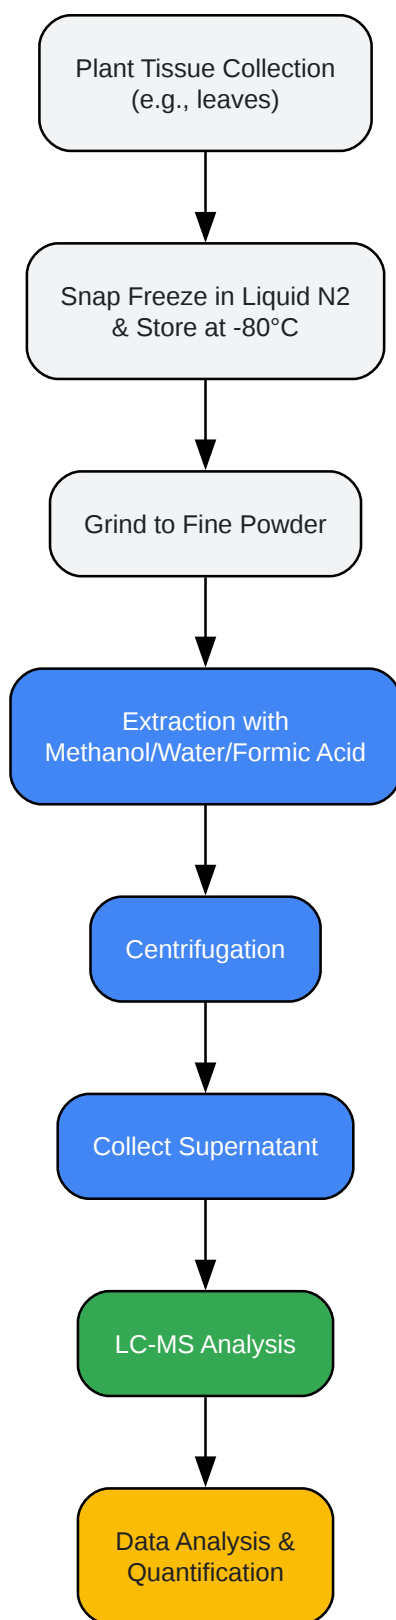 Plant Tissue Collection
(e.g., leaves)
Snap Freeze in Liquid N2
& Store at -80°C
Grind to Fine Powder
Extraction with
Methanol/Water/Formic Acid
Centrifugation
Collect Supernatant
LC-MS Analysis
Data Analysis &
Quantification